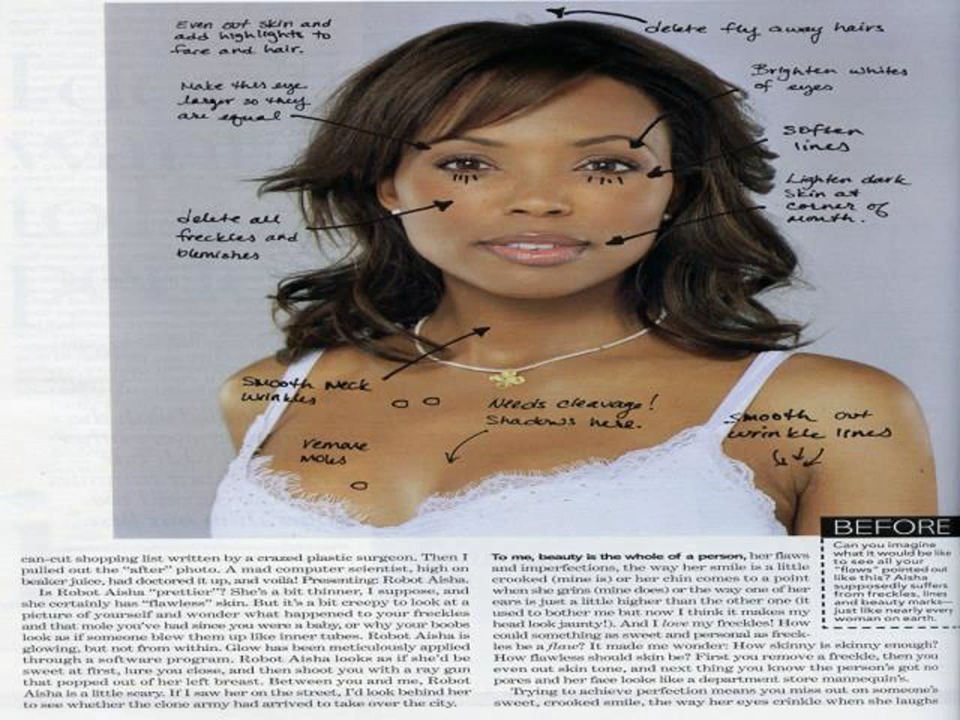 Even out skin and
add highlights to
face and hair.
delete fly away hairs
Make this eye
larger so they
are equal
Brighten whites
of eyes
soften
lines
Lighten dark
skin at
corner of
mouth.
delete all
freckles and
blemishes
smooth neck
wrinkles
Needs cleavage!
Shadows here.
smooth out
wrinkle lines
remove
moles
BEFORE
Can you imagine
what it would be like
to see all your
"flaws" pointed out
like this? Aisha
supposedly suffers
from freckles, lines
and beauty marks—
just like nearly every
woman on earth.
can-cut shopping list written by a crazed plastic surgeon. Then I
pulled out the "after" photo. A mad computer scientist, high on
beaker juice, had doctored it up, and voilà! Presenting: Robot Aisha.
Is Robot Aisha "prettier"? She's a bit thinner, I suppose, and
she certainly has "flawless" skin. But it's a bit creepy to look at a
picture of yourself and wonder what happened to your freckles
and that mole you've had since you were a baby, or why your boobs
look as if someone blew them up like inner tubes. Robot Aisha is
glowing, but not from within. Glow has been meticulously applied
through a software program. Robot Aisha looks as if she'd be
sweet at first, lure you close, and then shoot you with a ray gun
that popped out of her left breast. Between you and me, Robot
Aisha is a little scary. If I saw her on the street, I'd look behind her
to see whether the clone army had arrived to take over the city.
To me, beauty is the whole of a person, her flaws
and imperfections, the way her smile is a little
crooked (mine is) or her chin comes to a point
when she grins (mine does) or the way one of her
ears is just a little higher than the other one (it
used to bother me but now I think it makes my
head look jaunty!). And I love my freckles! How
could something as sweet and personal as freck-
les be a flaw? It made me wonder: How skinny is skinny enough?
How flawless should skin be? First you remove a freckle, then you
even out skin tone, and next thing you know the person's got no
pores and her face looks like a department store mannequin's.
Trying to achieve perfection means you miss out on someone's
sweet, crooked smile, the way her eyes crinkle when she laughs